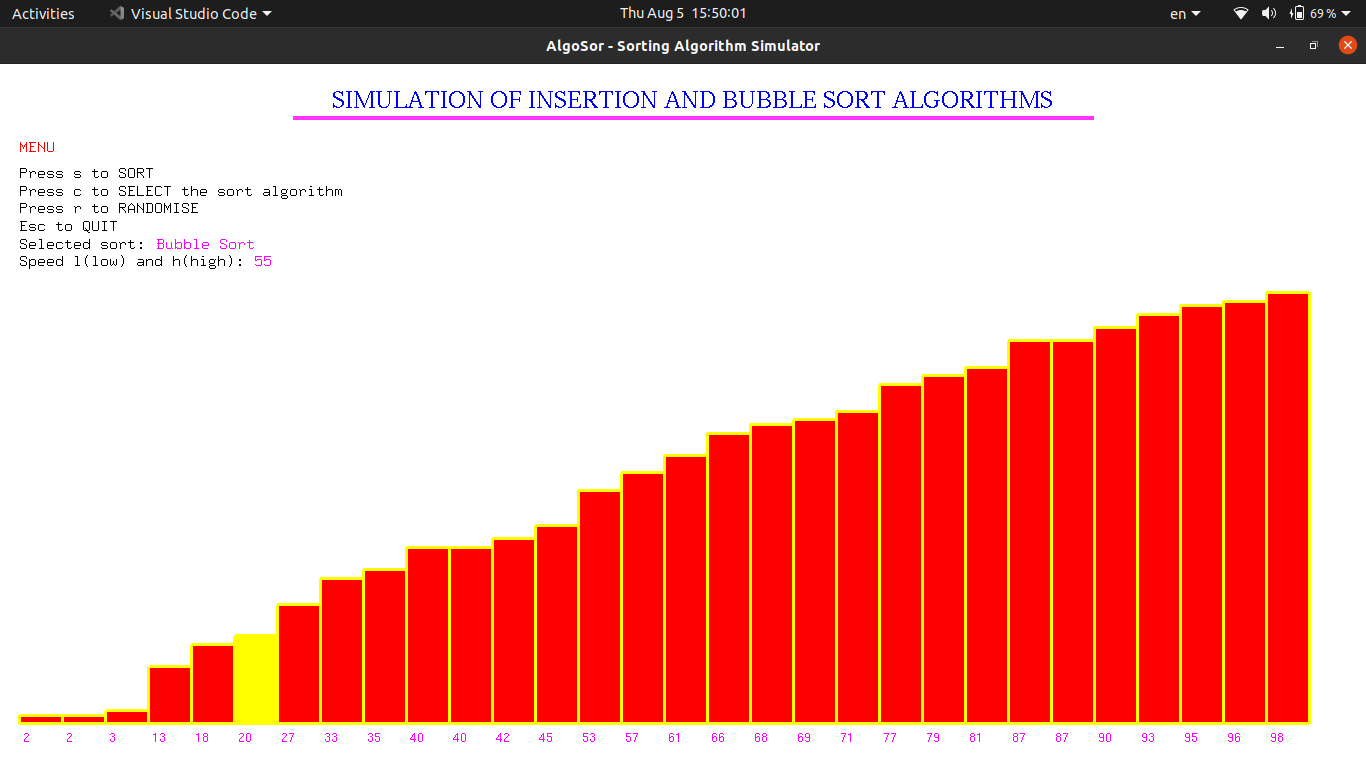 Activities Visual Studio Code Thu Aug 5 15:50:01 en 69%
AlgoSor - Sorting Algorithm Simulator
SIMULATION OF INSERTION AND BUBBLE SORT ALGORITHMS
MENU
Press s to SORT
Press c to SELECT the sort algorithm
Press r to RANDOMISE
Esc to QUIT
Selected sort: Bubble Sort
Speed l(low) and h(high): 55
2 2 3 13 18 20 27 33 35 40 40 42 45 53 57 61 66 68 69 71 77 79 81 87 87 90 93 95 96 98